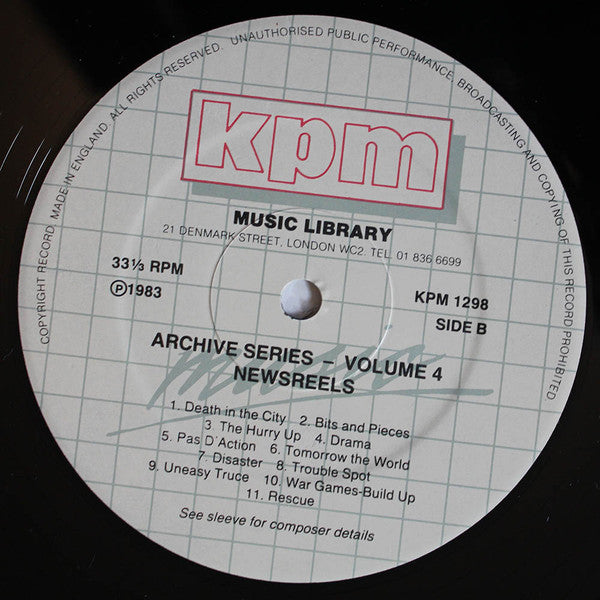 COPYRIGHT RECORD. MADE IN ENGLAND. ALL RIGHTS RESERVED. UNAUTHORISED PUBLIC PERFORMANCE, BROADCASTING AND COPYING OF THIS RECORD PROHIBITED
kpm
MUSIC LIBRARY
21 DENMARK STREET, LONDON WC2. TEL 01 836 6699
33⅓ RPM
Ⓟ1983
KPM 1298
SIDE B
music
ARCHIVE SERIES – VOLUME 4
NEWSREELS
1. Death in the City 2. Bits and Pieces
3. The Hurry Up 4. Drama
5. Pas D'Action 6. Tomorrow the World
7. Disaster 8. Trouble Spot
9. Uneasy Truce 10. War Games-Build Up
11. Rescue
See sleeve for composer details